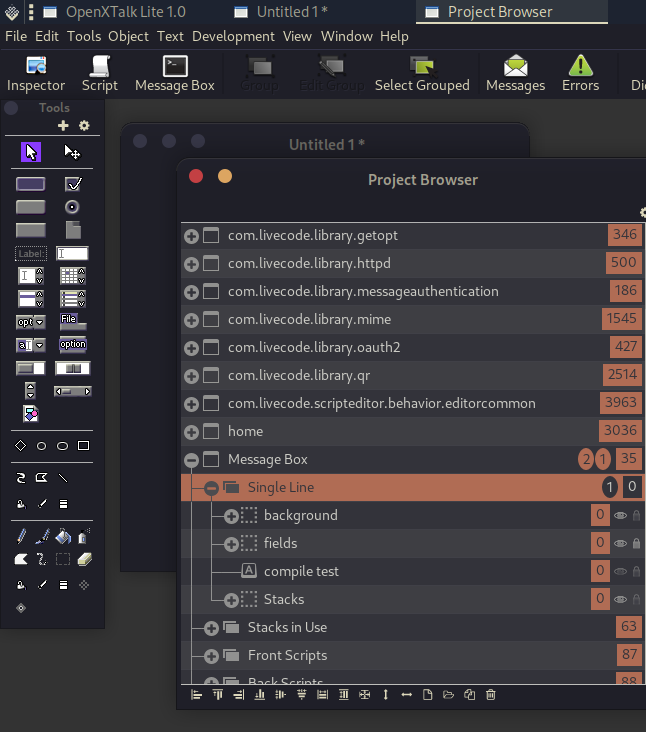 OpenXTalk Lite 1.0 Untitled 1 * Project Browser
File Edit Tools Object Text Development View Window Help
Inspector Script Message Box Group Edit Group Select Grouped Messages Errors
Tools
Untitled 1 *
Project Browser
com.livecode.library.getopt 346
com.livecode.library.httpd 500
Label:
com.livecode.library.messageauthentication 186
com.livecode.library.mime 1545
opt File
com.livecode.library.oauth2 427
a option
com.livecode.library.qr 2514
com.livecode.scripteditor.behavior.editorcommon 3963
home 3036
Message Box 2 1 35
Single Line 1 0
background 0
fields 0
A compile test 0
Stacks 0
Stacks in Use 63
Front Scripts 87
Back Scripts 88